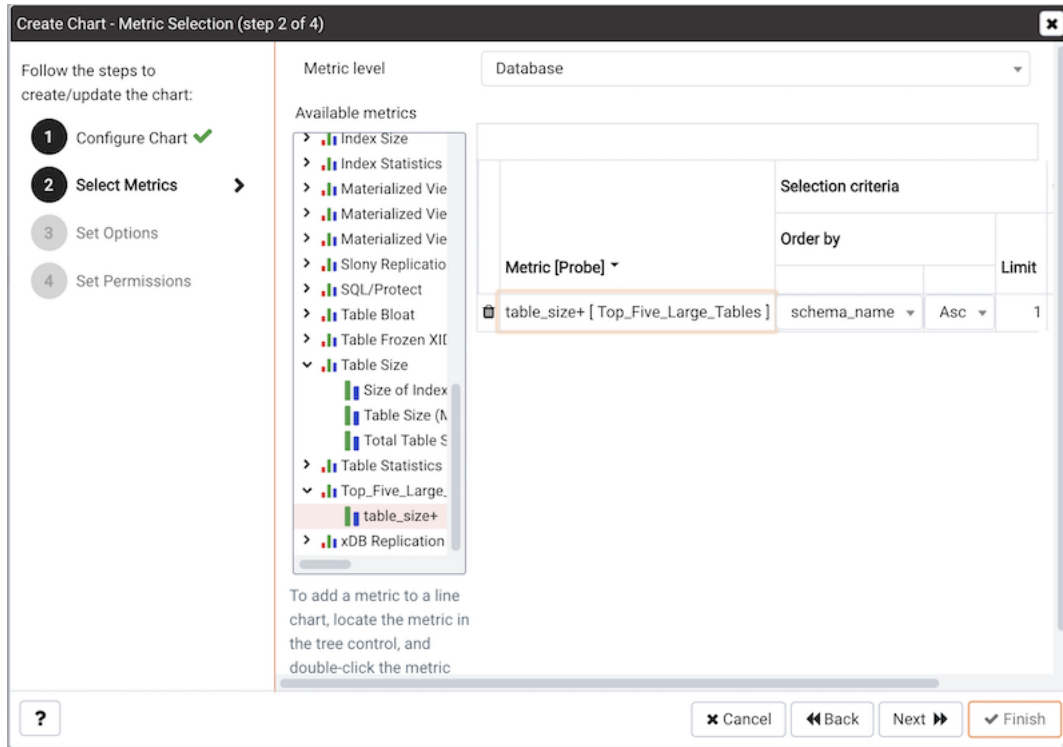 Create Chart - Metric Selection (step 2 of 4)
Follow the steps to
create/update the chart:
1 Configure Chart
2 Select Metrics
3 Set Options
4 Set Permissions
Metric level
Database
Available metrics
Index Size
Index Statistics
Materialized Vie
Materialized Vie
Materialized Vie
Slony Replicatio
SQL/Protect
Table Bloat
Table Frozen XID
Table Size
Size of Index
Table Size (M
Total Table S
Table Statistics
Top_Five_Large_
table_size+
xDB Replication
To add a metric to a line
chart, locate the metric in
the tree control, and
double-click the metric
Selection criteria
Order by
Metric [Probe]
Limit
table_size+ [ Top_Five_Large_Tables ] schema_name Asc 1
?
Cancel Back Next Finish